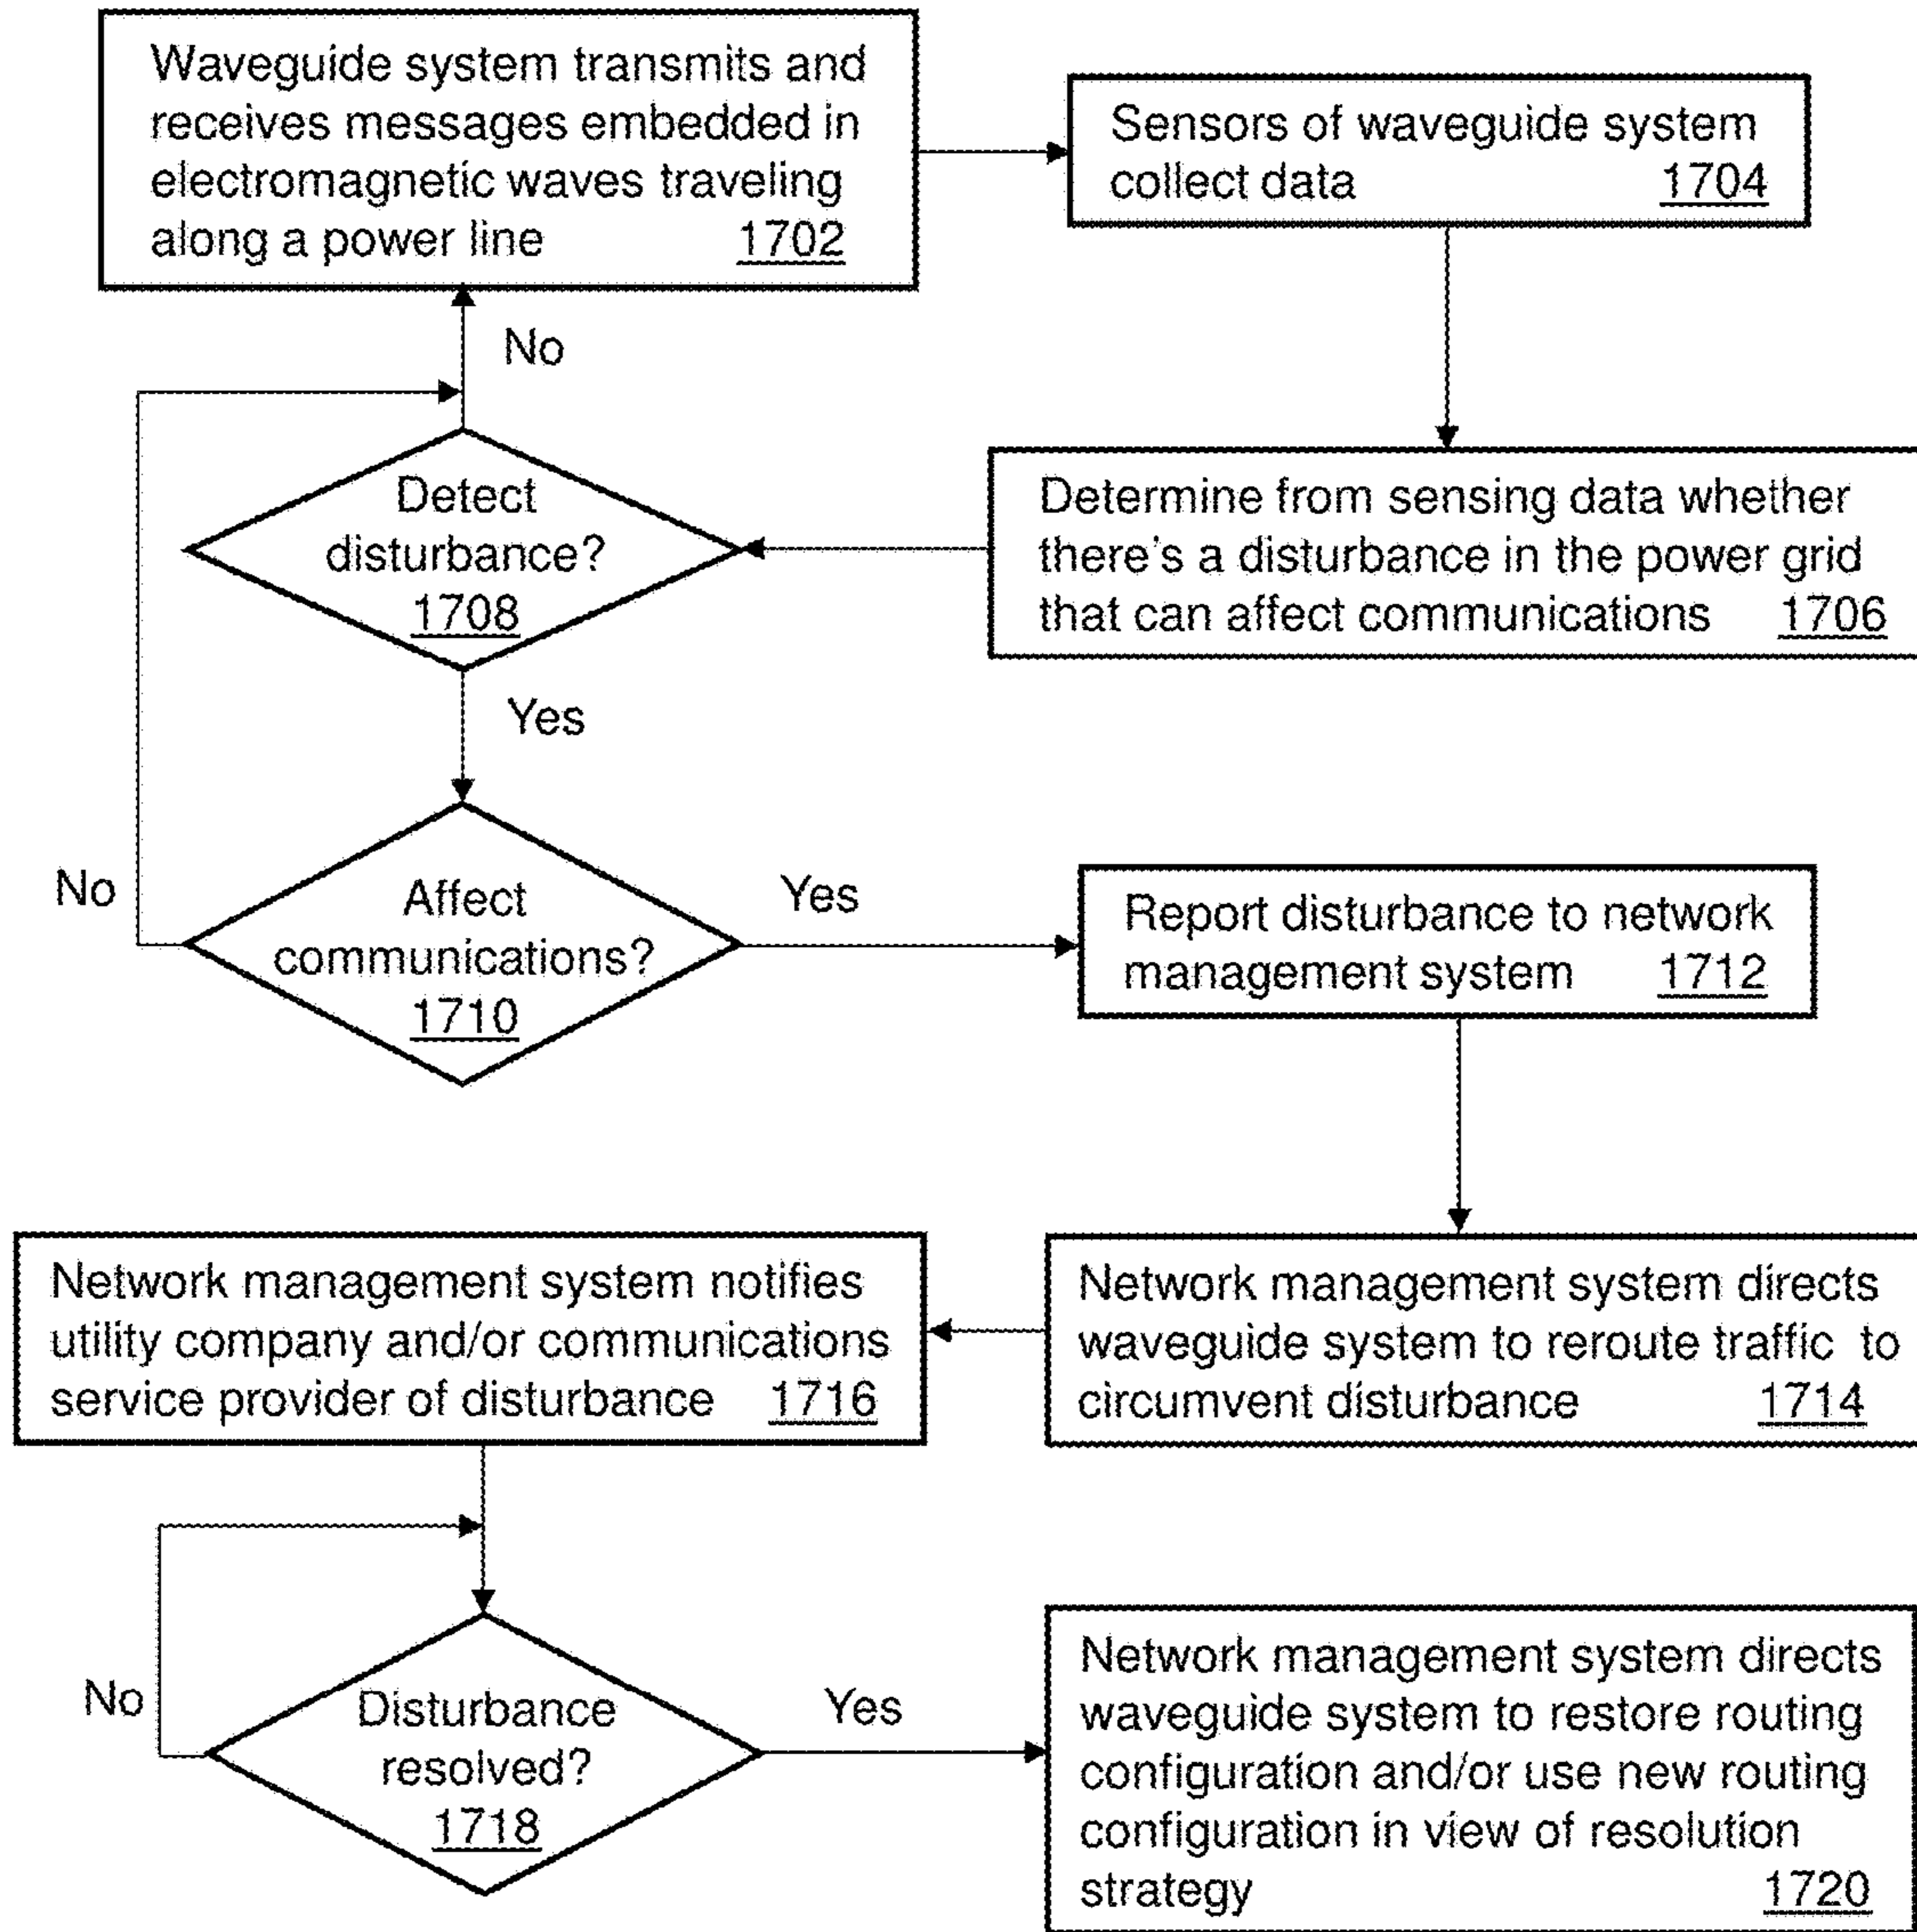 Waveguide system transmits and
receives messages embedded in
electromagnetic waves traveling
along a power line 1702
Sensors of waveguide system
collect data 1704
No
Detect
disturbance?
1708
Determine from sensing data whether
there's a disturbance in the power grid
that can affect communications 1706
Yes
No
Affect
communications?
1710
Yes
Report disturbance to network
management system 1712
Network management system notifies
utility company and/or communications
service provider of disturbance 1716
Network management system directs
waveguide system to reroute traffic to
circumvent disturbance 1714
No
Disturbance
resolved?
1718
Yes
Network management system directs
waveguide system to restore routing
configuration and/or use new routing
configuration in view of resolution
strategy 1720